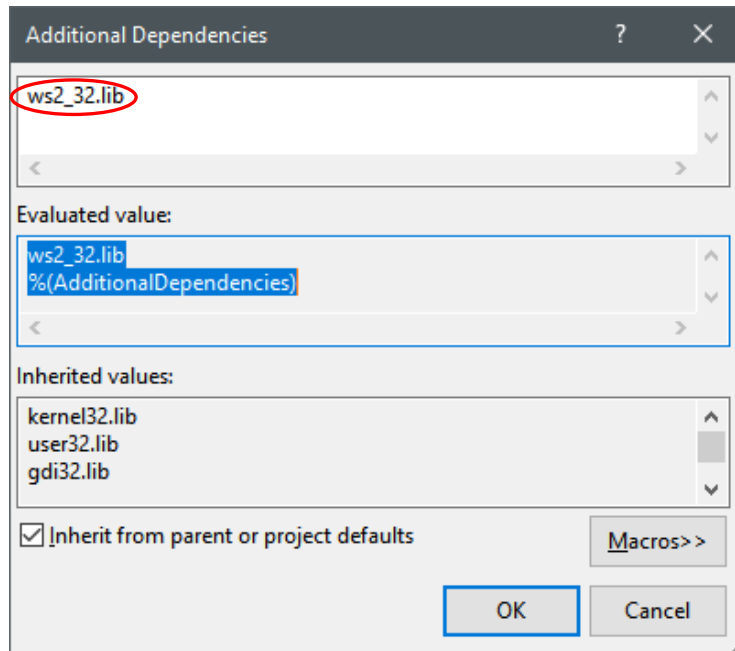 Additional Dependencies
ws2_32.lib
Evaluated value:
ws2_32.lib
%(AdditionalDependencies)
Inherited values:
kernel32.lib
user32.lib
gdi32.lib
Inherit from parent or project defaults
Macros>>
OK
Cancel